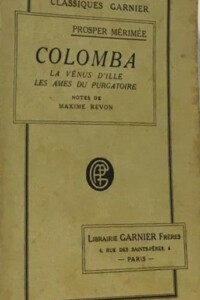 CLASSIQUES GARNIER
PROSPER MÉRIMÉE
COLOMBA
LA VÉNUS D'ILLE
LES AMES DU PURGATOIRE
NOTES DE
MAXIME REVON
LIBRAIRIE GARNIER FRÈRES
6, RUE DES SAINTS-PÈRES, 6
— PARIS —